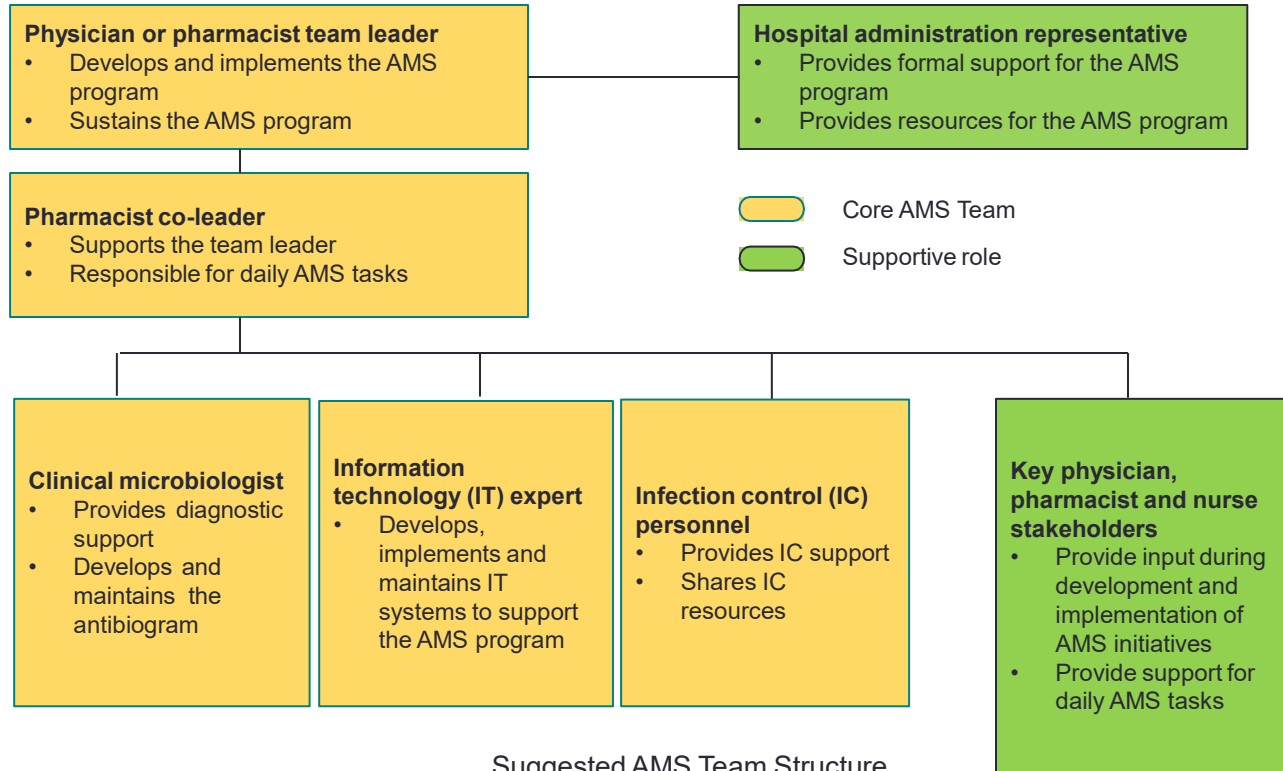 Physician or pharmacist team leader
• Develops and implements the AMS
program
• Sustains the AMS program
Hospital administration representative
• Provides formal support for the AMS
program
• Provides resources for the AMS program
Pharmacist co-leader
• Supports the team leader
• Responsible for daily AMS tasks
Core AMS Team
Supportive role
Clinical microbiologist
• Provides diagnostic
support
• Develops and
maintains the
antibiogram
Information
technology (IT) expert
• Develops,
implements and
maintains IT
systems to support
the AMS program
Infection control (IC)
personnel
• Provides IC support
• Shares IC
resources
Key physician,
pharmacist and nurse
stakeholders
• Provide input during
development and
implementation of
AMS initiatives
• Provide support for
daily AMS tasks
Suggested AMS Team Structure